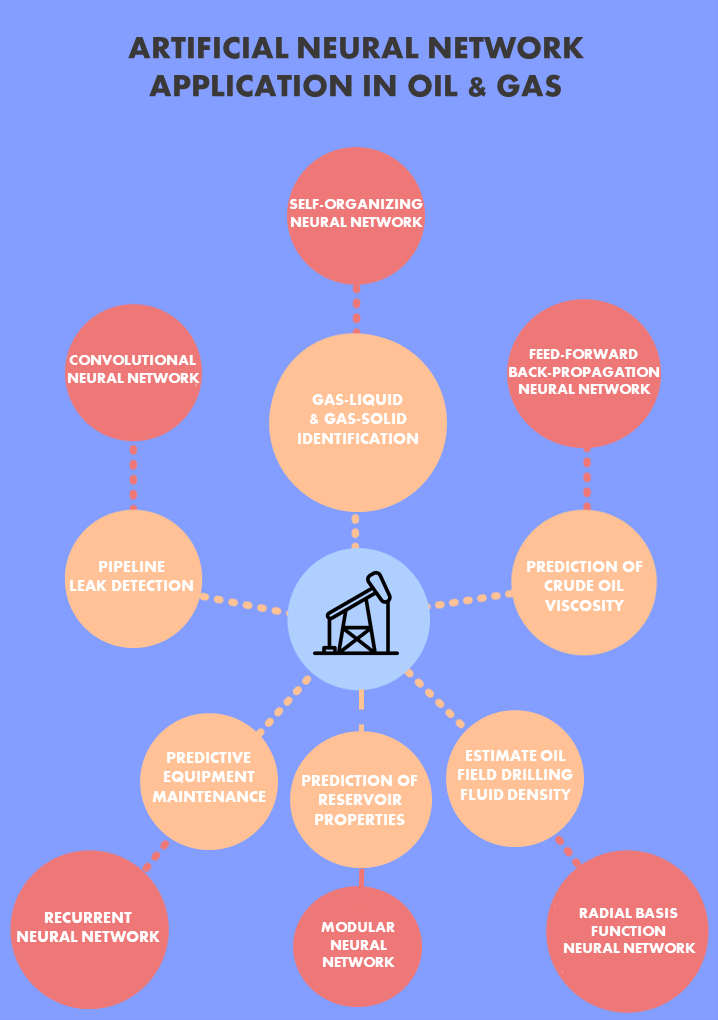 ARTIFICIAL NEURAL NETWORK
APPLICATION IN OIL & GAS
SELF-ORGANIZING
NEURAL NETWORK
CONVOLUTIONAL
NEURAL NETWORK
FEED-FORWARD
BACK-PROPAGATION
NEURAL NETWORK
GAS-LIQUID
& GAS-SOLID
IDENTIFICATION
PIPELINE
LEAK DETECTION
PREDICTION OF
CRUDE OIL
VISCOSITY
PREDICTIVE
EQUIPMENT
MAINTENANCE
PREDICTION OF
RESERVOIR
PROPERTIES
ESTIMATE OIL
FIELD DRILLING
FLUID DENSITY
RECURRENT
NEURAL NETWORK
MODULAR
NEURAL
NETWORK
RADIAL BASIS
FUNCTION
NEURAL NETWORK